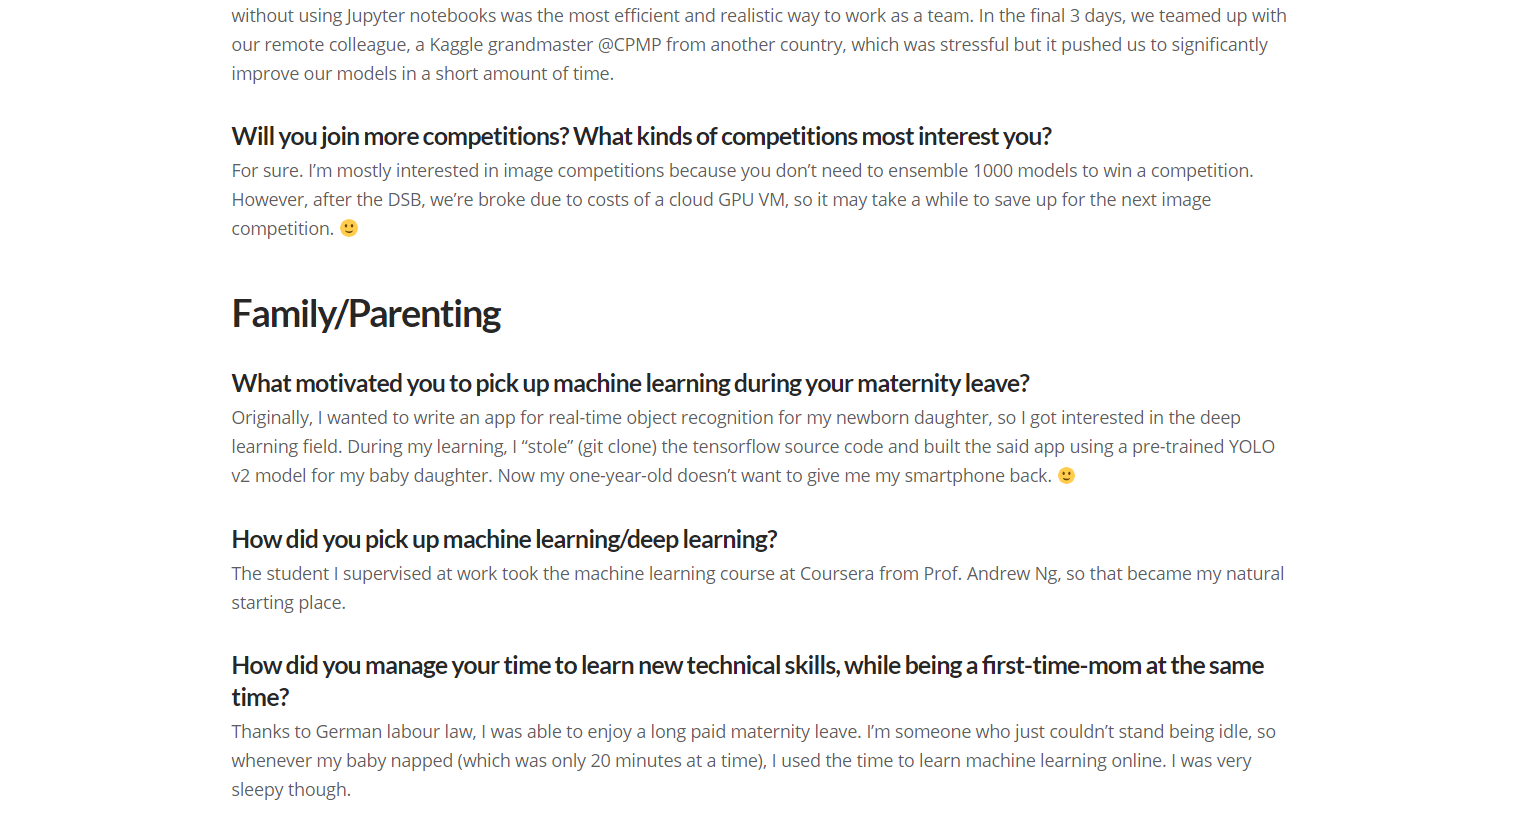 without using Jupyter notebooks was the most efficient and realistic way to work as a team. In the final 3 days, we teamed up with
our remote colleague, a Kaggle grandmaster @CPMP from another country, which was stressful but it pushed us to significantly
improve our models in a short amount of time.
Will you join more competitions? What kinds of competitions most interest you?
For sure. I’m mostly interested in image competitions because you don’t need to ensemble 1000 models to win a competition.
However, after the DSB, we’re broke due to costs of a cloud GPU VM, so it may take a while to save up for the next image
competition. 🙂
Family/Parenting
What motivated you to pick up machine learning during your maternity leave?
Originally, I wanted to write an app for real-time object recognition for my newborn daughter, so I got interested in the deep
learning field. During my learning, I “stole” (git clone) the tensorflow source code and built the said app using a pre-trained YOLO
v2 model for my baby daughter. Now my one-year-old doesn’t want to give me my smartphone back. 🙂
How did you pick up machine learning/deep learning?
The student I supervised at work took the machine learning course at Coursera from Prof. Andrew Ng, so that became my natural
starting place.
How did you manage your time to learn new technical skills, while being a first-time-mom at the same
time?
Thanks to German labour law, I was able to enjoy a long paid maternity leave. I’m someone who just couldn’t stand being idle, so
whenever my baby napped (which was only 20 minutes at a time), I used the time to learn machine learning online. I was very
sleepy though.